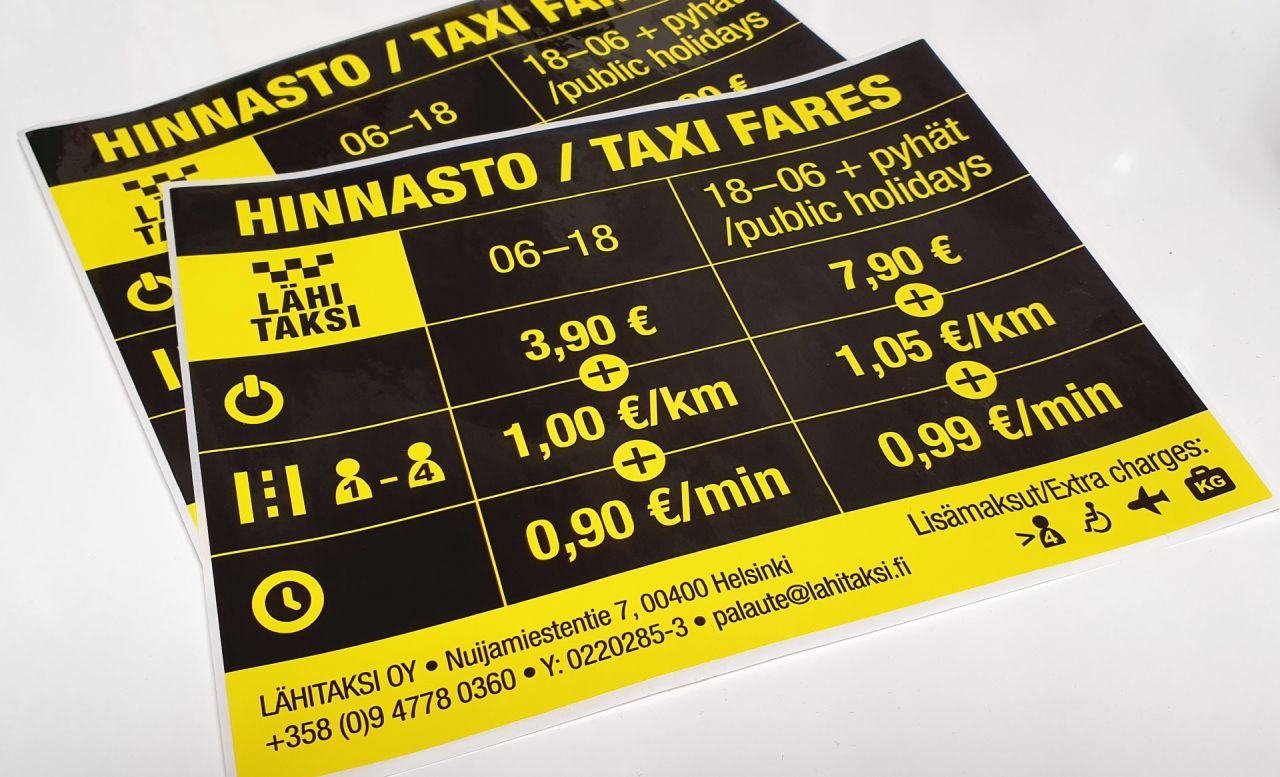 HINNASTO / TAXI FARES
06–18
18–06 + pyhät
/public holidays
HINNASTO / TAXI FARES
LÄHI
TAKSI
06–18
18–06 + pyhät
/public holidays
3,90 €
7,90 €
+
+
1,00 €/km
1,05 €/km
1 - 4
+
+
0,90 €/min
0,99 €/min
Lisämaksut/Extra charges:
>4
KG
LÄHITAKSI OY • Nuijamiestentie 7, 00400 Helsinki
+358 (0)9 4778 0360 • Y: 0220285-3 • palaute@lahitaksi.fi